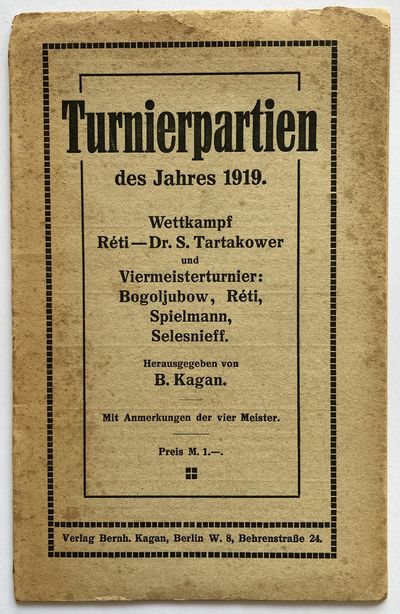 Turnierpartien
des Jahres 1919.
Wettkampf
Réti—Dr. S. Tartakower
und
Viermeisterturnier:
Bogoljubow, Réti,
Spielmann,
Selesnieff.
Herausgegeben von
B. Kagan.
Mit Anmerkungen der vier Meister.
Preis M. 1.—.
Verlag Bernh. Kagan, Berlin W. 8, Behrenstraße 24.